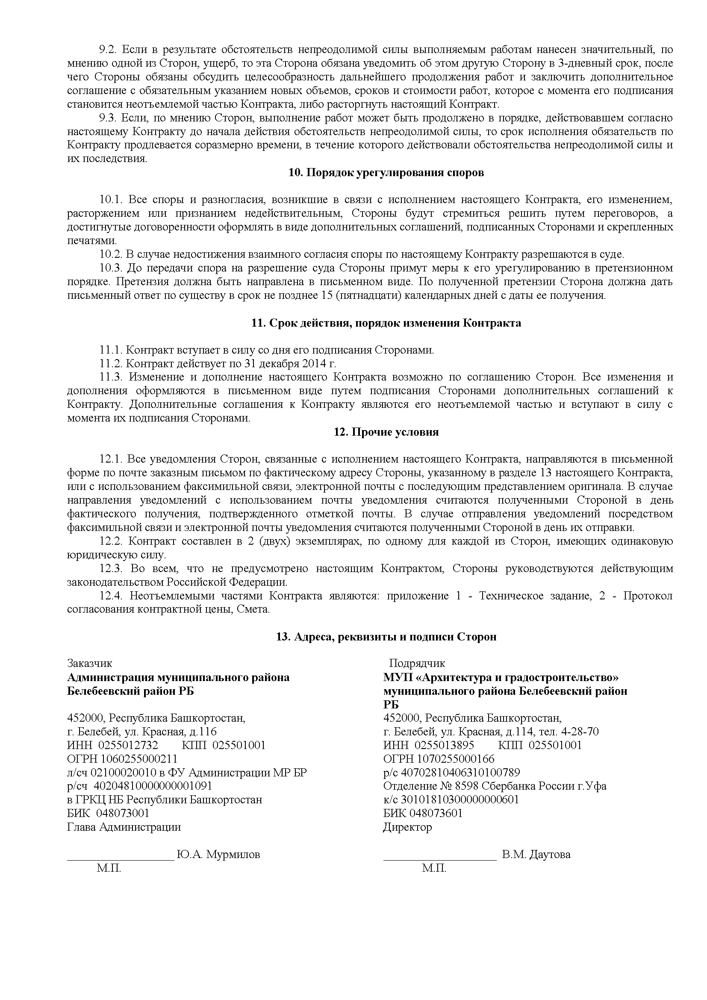 9.2. Если в результате обстоятельств непреодолимой силы выполняемым работам нанесен значительный, по
мнению одной из Сторон, ущерб, то эта Сторона обязана уведомить об этом другую Сторону в 3-дневный срок, после
чего Стороны обязаны обсудить целесообразность дальнейшего продолжения работ и заключить дополнительное
соглашение с обязательным указанием новых объемов, сроков и стоимости работ, которое с момента его подписания
становится неотъемлемой частью Контракта, либо расторгнуть настоящий Контракт.
9.3. Если, по мнению Сторон, выполнение работ может быть продолжено в порядке, действовавшем согласно
настоящему Контракту до начала действия обстоятельств непреодолимой силы, то срок исполнения обязательств по
Контракту продлевается соразмерно времени, в течение которого действовали обстоятельства непреодолимой силы и
их последствия.
10. Порядок урегулирования споров
10.1. Все споры и разногласия, возникшие в связи с исполнением настоящего Контракта, его изменением,
расторжением или признанием недействительным, Стороны будут стремиться решить путем переговоров, а
достигнутые договоренности оформлять в виде дополнительных соглашений, подписанных Сторонами и скрепленных
печатями.
10.2. В случае недостижения взаимного согласия споры по настоящему Контракту разрешаются в суде.
10.3. До передачи спора на разрешение суда Стороны примут меры к его урегулированию в претензионном
порядке. Претензия должна быть направлена в письменном виде. По полученной претензии Сторона должна дать
письменный ответ по существу в срок не позднее 15 (пятнадцати) календарных дней с даты ее получения.
11. Срок действия, порядок изменения Контракта
11.1. Контракт вступает в силу со дня его подписания Сторонами.
11.2. Контракт действует по 31 декабря 2014 г.
11.3. Изменение и дополнение настоящего Контракта возможно по соглашению Сторон. Все изменения и
дополнения оформляются в письменном виде путем подписания Сторонами дополнительных соглашений к
Контракту. Дополнительные соглашения к Контракту являются его неотъемлемой частью и вступают в силу с
момента их подписания Сторонами.
12. Прочие условия
12.1. Все уведомления Сторон, связанные с исполнением настоящего Контракта, направляются в письменной
форме по почте заказным письмом по фактическому адресу Стороны, указанному в разделе 13 настоящего Контракта,
или с использованием факсимильной связи, электронной почты с последующим представлением оригинала. В случае
направления уведомлений с использованием почты уведомления считаются полученными Стороной в день
фактического получения, подтвержденного отметкой почты. В случае отправления уведомлений посредством
факсимильной связи и электронной почты уведомления считаются полученными Стороной в день их отправки.
12.2. Контракт составлен в 2 (двух) экземплярах, по одному для каждой из Сторон, имеющих одинаковую
юридическую силу.
12.3. Во всем, что не предусмотрено настоящим Контрактом, Стороны руководствуются действующим
законодательством Российской Федерации.
12.4. Неотъемлемыми частями Контракта являются: приложение 1 - Техническое задание, 2 - Протокол
согласования контрактной цены, Смета.
13. Адреса, реквизиты и подписи Сторон
Заказчик
Администрация муниципального района
Белебеевский район РБ
452000, Республика Башкортостан,
г. Белебей, ул. Красная, д.116
ИНН 0255012732 КПП 025501001
ОГРН 1060255000211
л/сч 02100020010 в ФУ Администрации МР БР
р/сч 40204810000000001091
в ГРКЦ НБ Республики Башкортостан
БИК 048073001
Глава Администрации
__________________ Ю.А. Мурмилов
М.П.
Подрядчик
МУП «Архитектура и градостроительство»
муниципального района Белебеевский район
РБ
452000, Республика Башкортостан,
г. Белебей, ул. Красная, д.114, тел. 4-28-70
ИНН 0255013895 КПП 025501001
ОГРН 1070255000166
р/с 40702810406310100789
Отделение № 8598 Сбербанка России г.Уфа
к/с 30101810300000000601
БИК 048073601
Директор
___________________ В.М. Даутова
М.П.